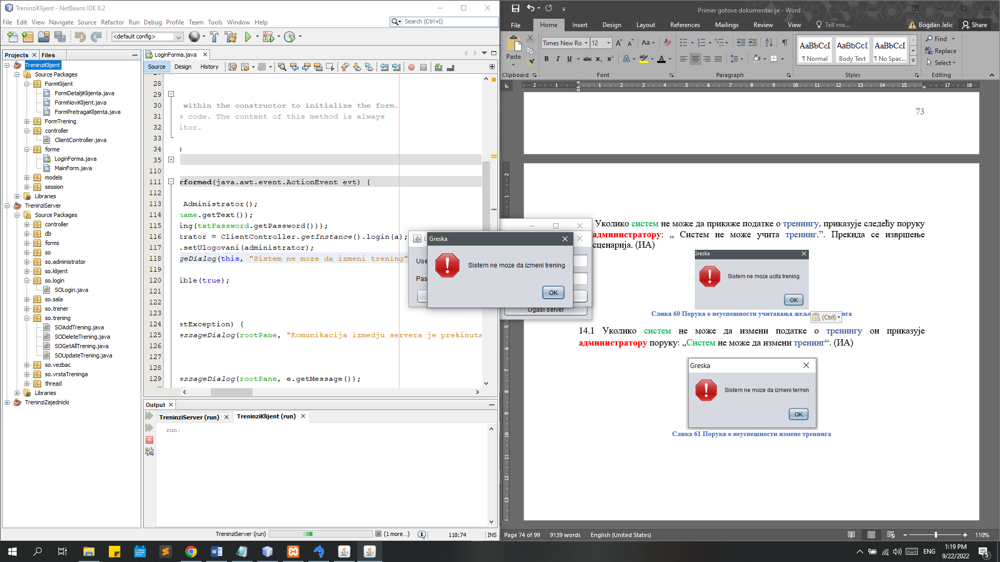 TreninziKlijent - NetBeans IDE 8.2
File Edit View Navigate Source Refactor Run Debug Profile Team Tools Window Help
Search (Ctrl+I)
<default config>
Projects
Files
TreninziKlijent
Source Packages
FormKlijent
FormDetaljiKlijenta.java
FormNoviKlijent.java
FormPretragaKlijenta.java
FormTrening
controller
ClientController.java
forme
LoginForma.java
MainForm.java
models
session
Libraries
TreninziServer
Source Packages
controller
db
forms
so
so.administrator
so.klijent
so.login
SOLogin.java
so.sala
so.trener
so.trening
SOAddTrening.java
SODeleteTrening.java
SOGetAllTrening.java
SOUpdateTrening.java
so.vezbac
so.vrstaTreninga
thread
Libraries
TreninziZajednicki
LoginForma.java
Source Design History
28
29
30 within the constructor to initialize the form.
31 s code. The content of this method is always
32 itor.
33
34 )
35
110
111 rformed(java.awt.event.ActionEvent evt) {
112
113 Administrator();
114 name.getText());
115 ing(txtPassword.getPassword()));
116 trator = ClientController.getInstance().login(a);
117 .setUlogovani(administrator);
118 geDialog(this, "Sistem ne moze da izmeni trening"
119
120 ible(true);
121
122
123
124 etException) {
125 essageDialog(rootPane, "Komunikacija izmedju servera je prekinuta
126
127
128
129 essageDialog(rootPane, e.getMessage());
Output
TreninziServer (run)
TreninziKlijent (run)
run:
TreninziServer (run)
(1 more...)
1
118:74
INS
Use
Pas
Ugasi server
Greska
Sistem ne moze da izmeni trening
OK
Primer gotove dokumentacije - Word
File Home Insert Design Layout References Mailings Review View Tell me...
Bogdan Jelic
Share
Paste
Clipboard
Times New Ro
12
Font
Paragraph
AaBbCcI
¶ Normal
AaBbCcI
Body Text
AaBbCcI
¶ No Spac...
Styles
Find
Replace
Select
Editing
73
Уколико систем не може да прикаже податке о тренингу, приказује следећу поруку
администратору: „ Систем не може учита тренинг.”. Прекида се извршење
сценарија. (ИА)
Greska
Sistem ne moze ucita trening
OK
Слика 60 Порука о неуспешности учитавања
(Ctrl)
14.1 Уколико систем не може да измени податке о тренингу он приказује
администратору поруку: „Систем не може да измени тренинг“. (ИА)
Greska
Sistem ne moze da izmeni termin
OK
Слика 61 Порука о неуспешности измене тренинга
Page 74 of 99
9139 words
English (United States)
110%
ENG
1:19 PM
9/22/2022
5